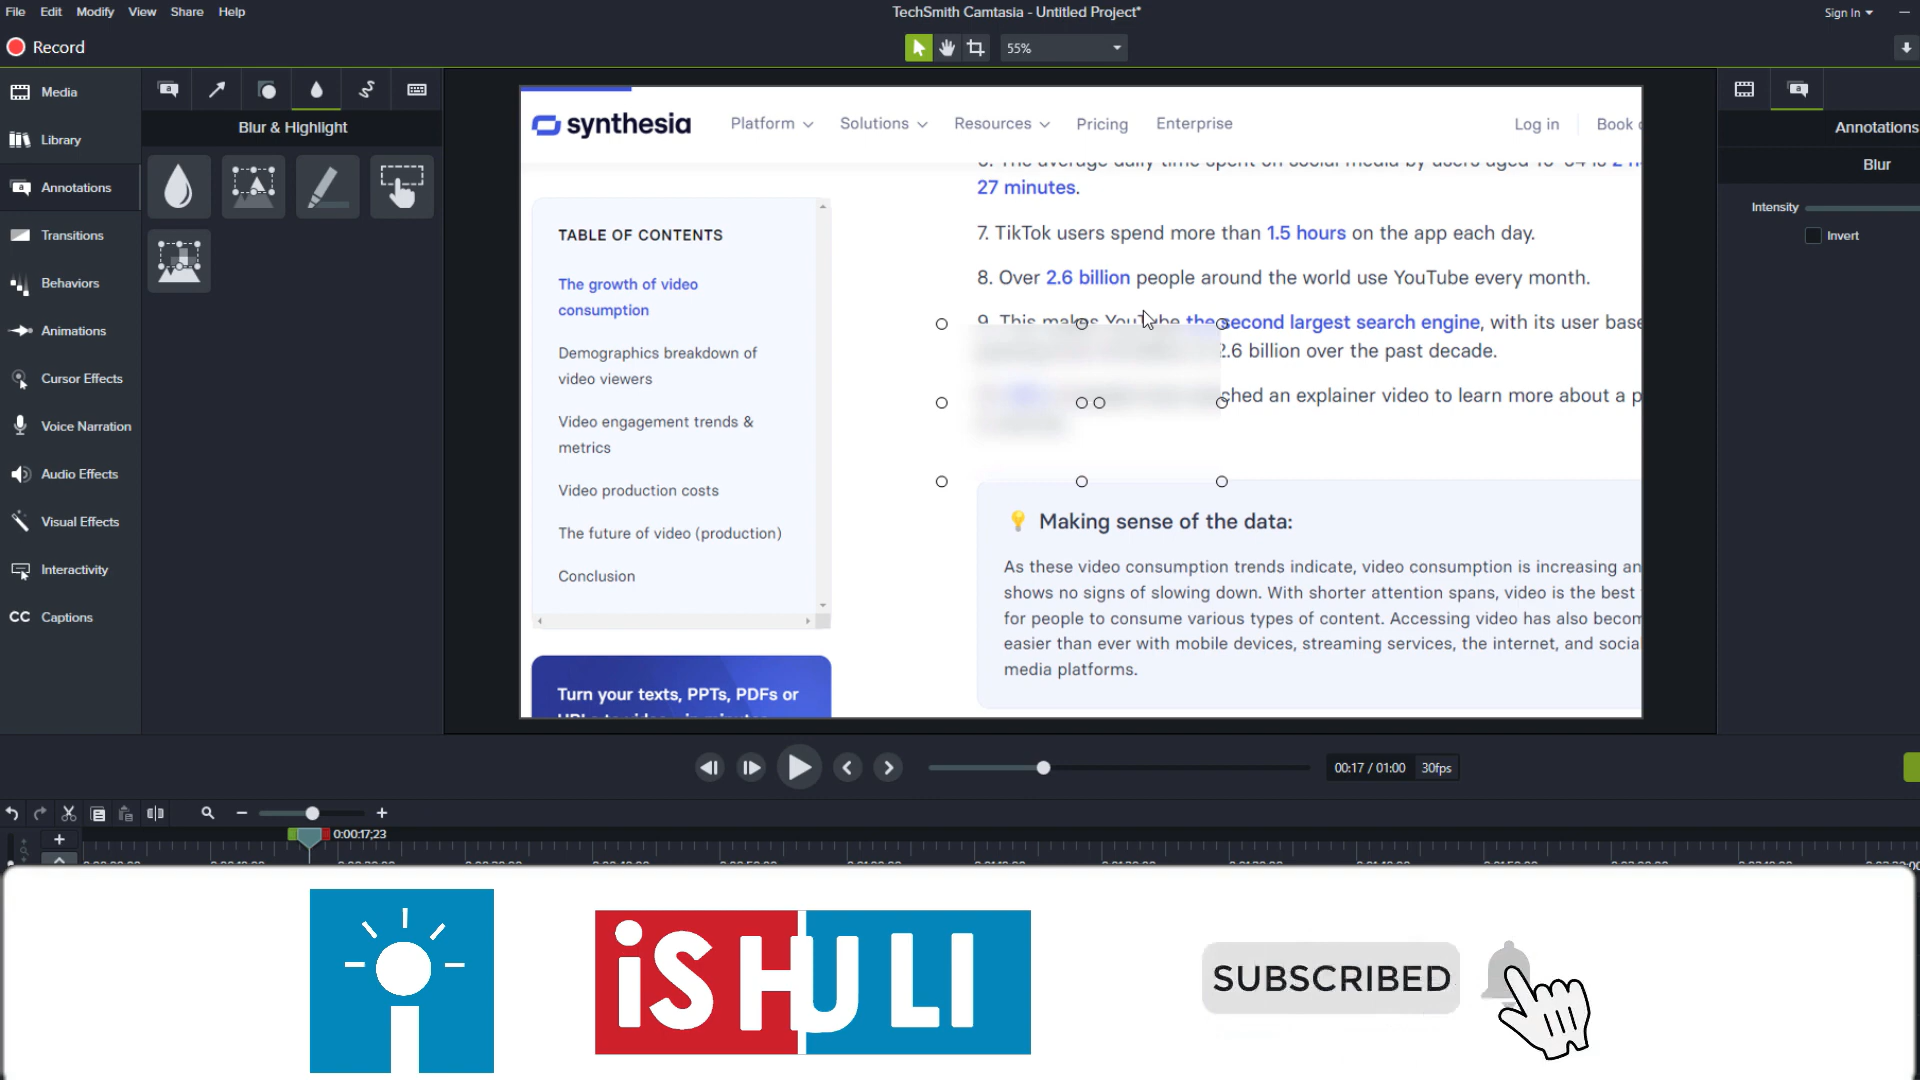 File Edit Modify View Share Help
TechSmith Camtasia - Untitled Project*
Sign In
Record
55%
Media
Library
Annotations
Transitions
Behaviors
Animations
Cursor Effects
Voice Narration
Audio Effects
Visual Effects
Interactivity
CC Captions
Blur & Highlight
synthesia Platform Solutions Resources Pricing Enterprise Log in Book
27 minutes.
7. TikTok users spend more than 1.5 hours on the app each day.
8. Over 2.6 billion people around the world use YouTube every month.
9. This makes YouTube the second largest search engine, with its user base
2.6 billion over the past decade.
an explainer video to learn more about a
TABLE OF CONTENTS
The growth of video
consumption
Demographics breakdown of
video viewers
Video engagement trends &
metrics
Video production costs
The future of video (production)
Conclusion
Turn your texts, PPTs, PDFs or
💡 Making sense of the data:
As these video consumption trends indicate, video consumption is increasing
shows no signs of slowing down. With shorter attention spans, video is the best
for people to consume various types of content. Accessing video has also
easier than ever with mobile devices, streaming services, the internet, and
media platforms.
Annotations
Blur
Intensity
Invert
00:17 / 01:00 30fps
0:00:17;23
iSHULI
SUBSCRIBED